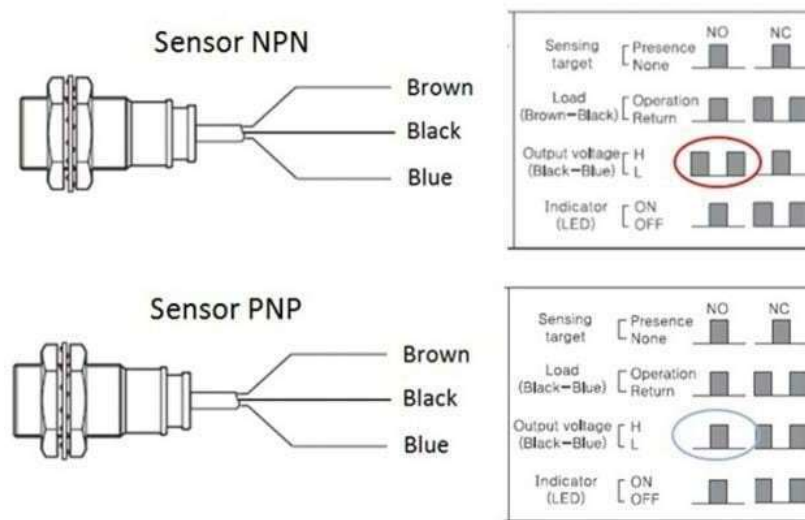 Sensor NPN
Brown
Black
Blue
NO NC
Sensing target Presence
None
Load (Brown-Black) Operation
Return
Output voltage (Black-Blue) H
L
Indicator (LED) ON
OFF
Sensor PNP
Brown
Black
Blue
NO NC
Sensing target Presence
None
Load (Black-Blue) Operation
Return
Output voltage (Black-Blue) H
L
Indicator (LED) ON
OFF